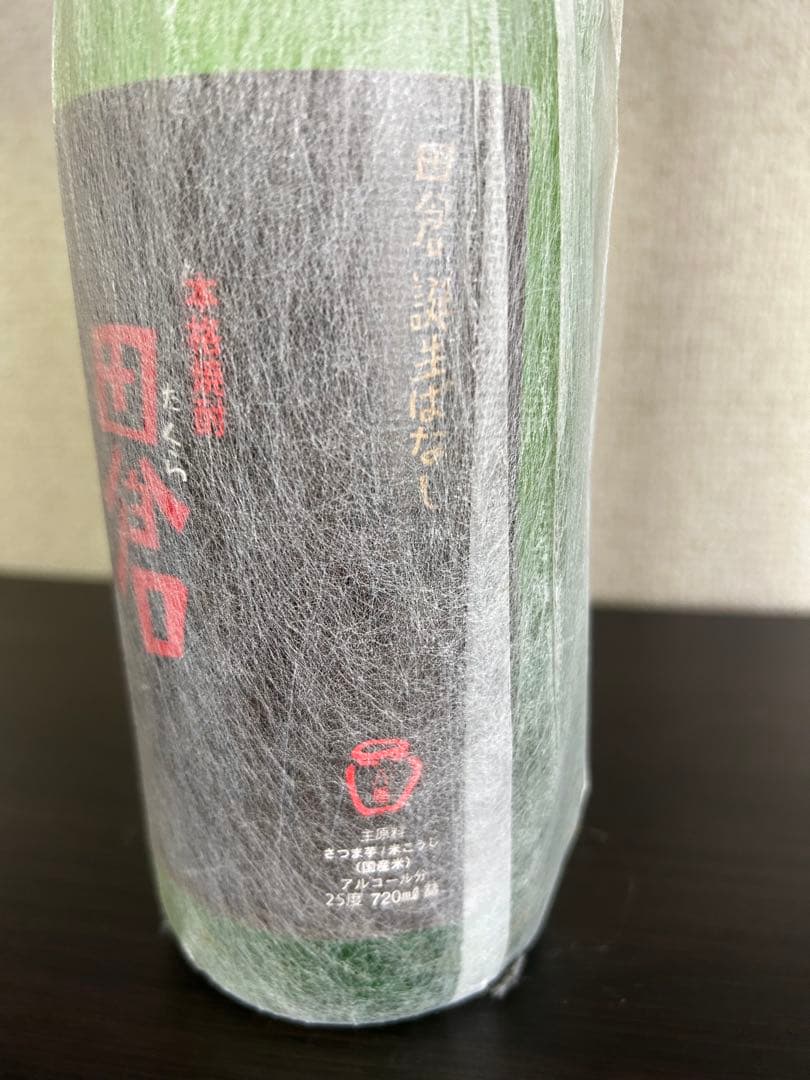 田倉誕生ばなし
本格焼酎
たくら
田倉
主原料
さつま芋/米こうじ
(国産米)
アルコール分
25度 720㎖ 詰